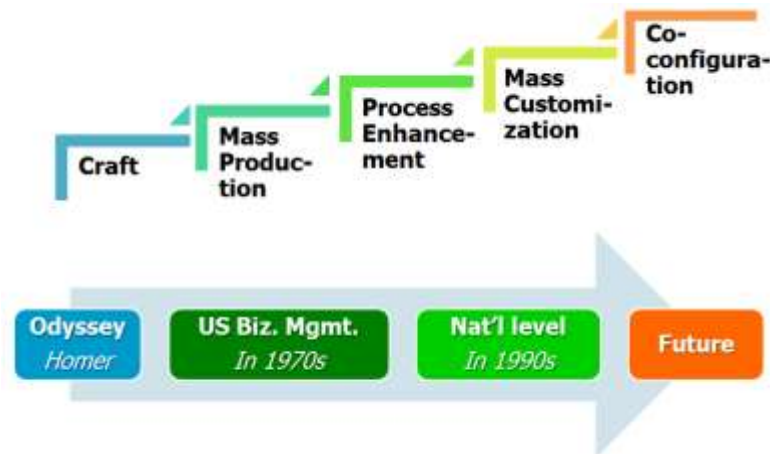 Craft
Mass
Produc-
tion
Process
Enhance-
ment
Mass
Customi-
zation
Co-
configura-
tion
Odyssey
Homer
US Biz. Mgmt.
In 1970s
Nat'l level
In 1990s
Future